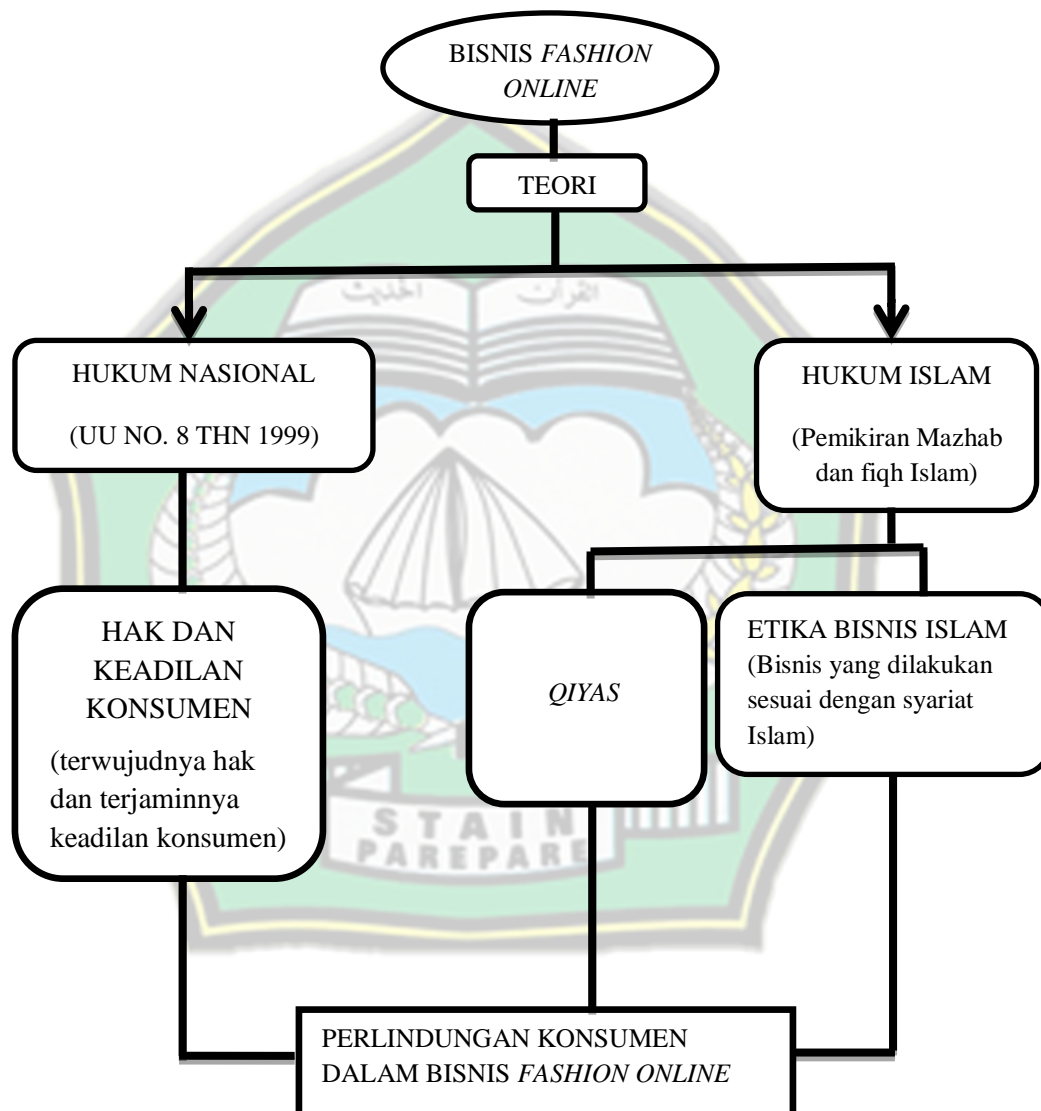 BISNIS FASHION
ONLINE
TEORI
القرآن
الحديث
HUKUM NASIONAL
(UU NO. 8 THN 1999)
HUKUM ISLAM
(Pemikiran Mazhab
dan fiqh Islam)
HAK DAN
KEADILAN
KONSUMEN
(terwujudnya hak
dan terjaminnya
keadilan konsumen)
QIYAS
ETIKA BISNIS ISLAM
(Bisnis yang dilakukan
sesuai dengan syariat
Islam)
STAIN
PAREPARE
PERLINDUNGAN KONSUMEN
DALAM BISNIS FASHION ONLINE